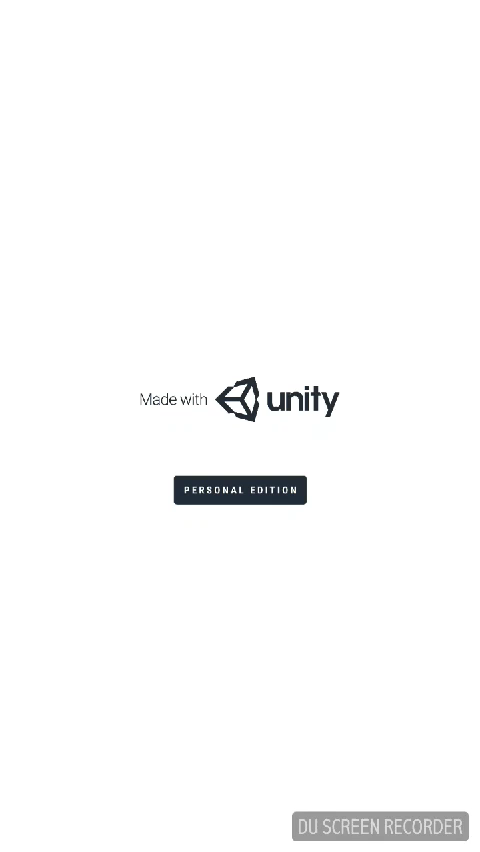 Made with unity
PERSONAL EDITION
DU SCREEN RECORDER